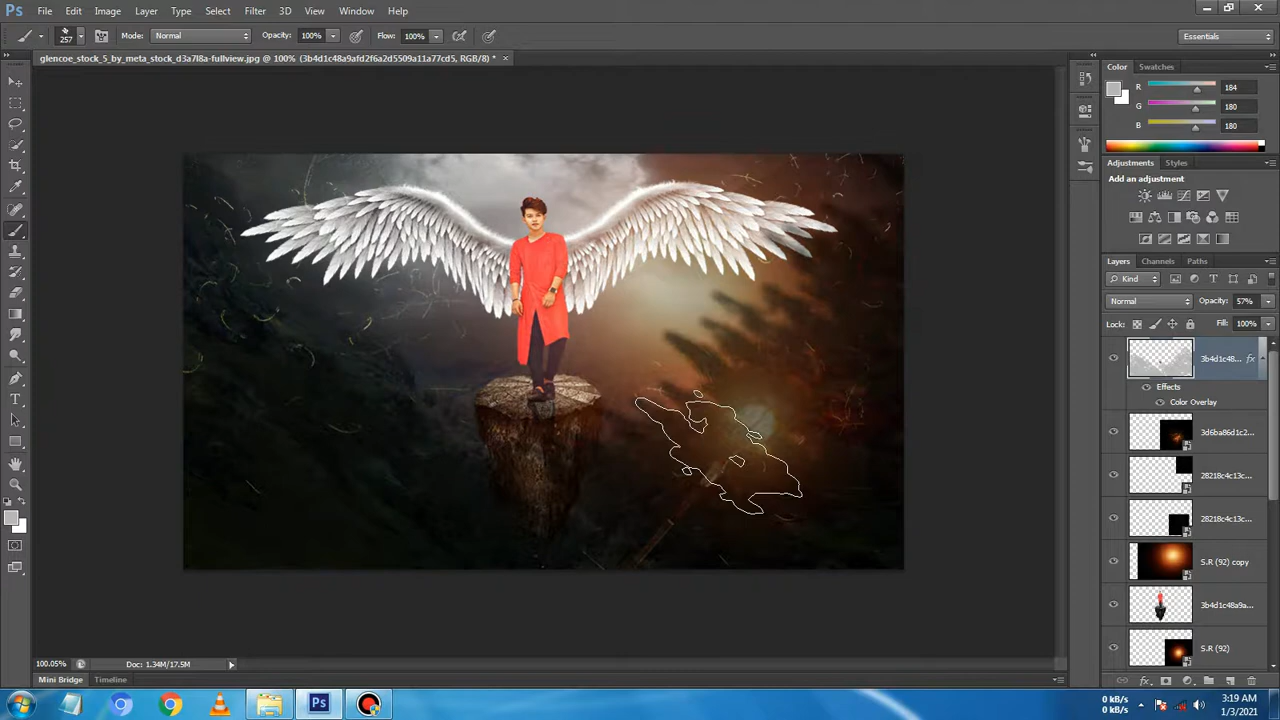 Ps File Edit Image Layer Type Select Filter 3D View Window Help
257 Mode: Normal Opacity: 100% Flow: 100% Essentials
glencoe_stock_5_by_meta_stock_d3a7l8a-fullview.jpg @ 100% (3b4d1c48a9afd2f6a2d5509a11a77cd5, RGB/8) *
Color Swatches
R 184
G 180
B 180
Adjustments Styles
Add an adjustment
Layers Channels Paths
Kind
Normal Opacity: 57%
Lock: Fill: 100%
3b4d1c48... fx
Effects
Color Overlay
3d6ba86d1c2...
28218c4c13c...
28218c4c13c...
S.R (92) copy
3b4d1c48a9a...
S.R (92)
100.05% Doc: 1.34M/17.5M
Mini Bridge Timeline
0 kB/s
0 kB/s
3:19 AM
1/3/2021